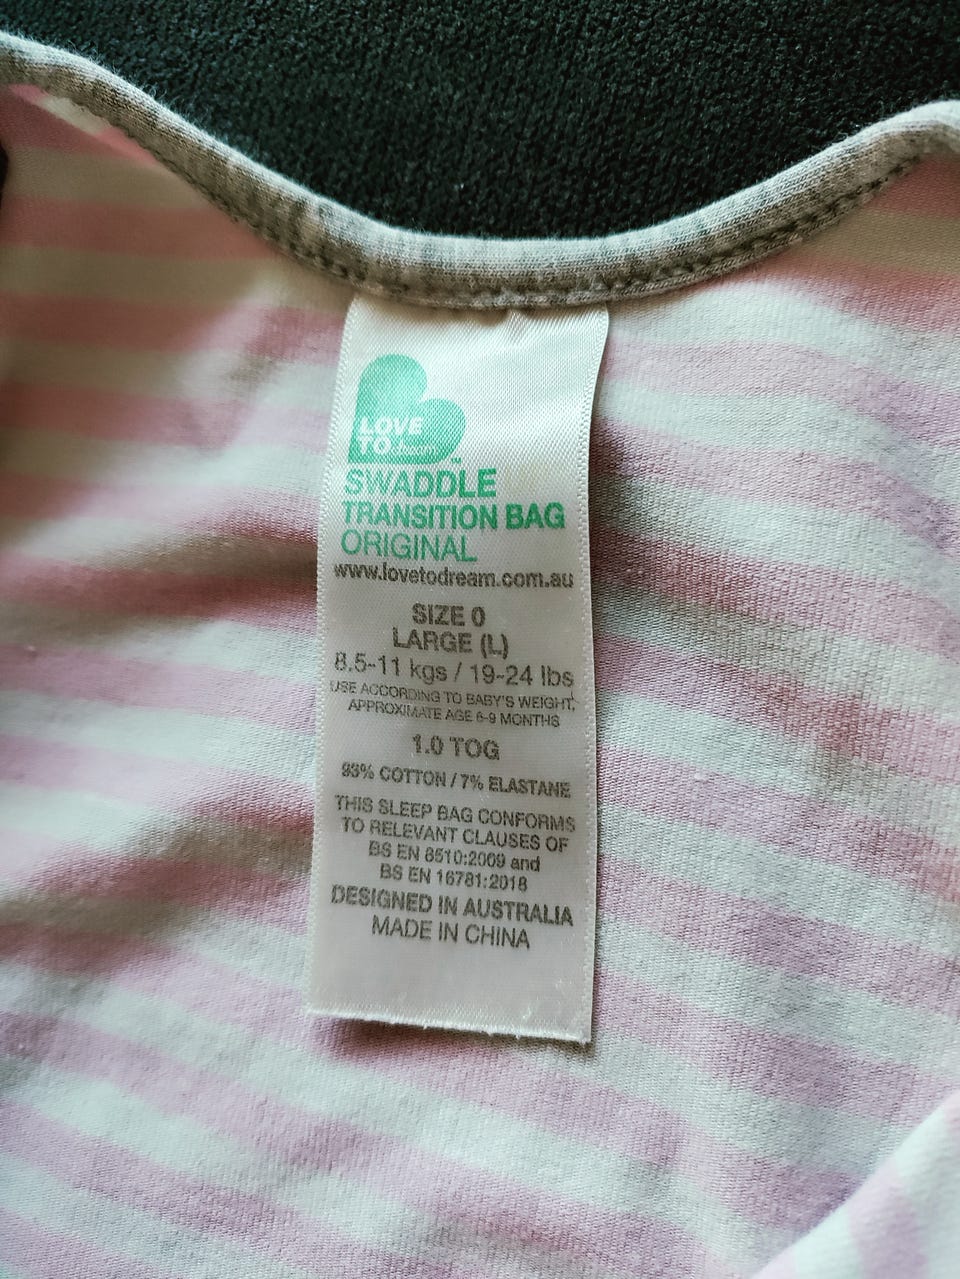 LOVE
TO dream
SWADDLE
TRANSITION BAG
ORIGINAL
www.lovetodream.com.au
SIZE 0
LARGE (L)
8.5-11 kgs / 19-24 lbs
USE ACCORDING TO BABY'S WEIGHT,
APPROXIMATE AGE 6-9 MONTHS
1.0 TOG
93% COTTON / 7% ELASTANE
THIS SLEEP BAG CONFORMS
TO RELEVANT CLAUSES OF
BS EN 8510:2009 and
BS EN 16781:2018
DESIGNED IN AUSTRALIA
MADE IN CHINA